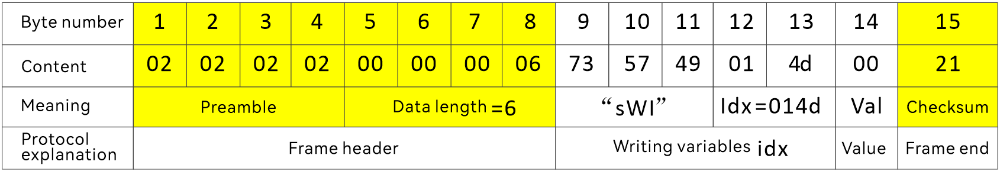 Byte number 1 2 3 4 5 6 7 8 9 10 11 12 13 14 15
Content 02 02 02 02 00 00 00 06 73 57 49 01 4d 00 21
Meaning Preamble Data length =6 “sWI” Idx=014d Val Checksum
Protocol
explanation Frame header Writing variables idx Value Frame end